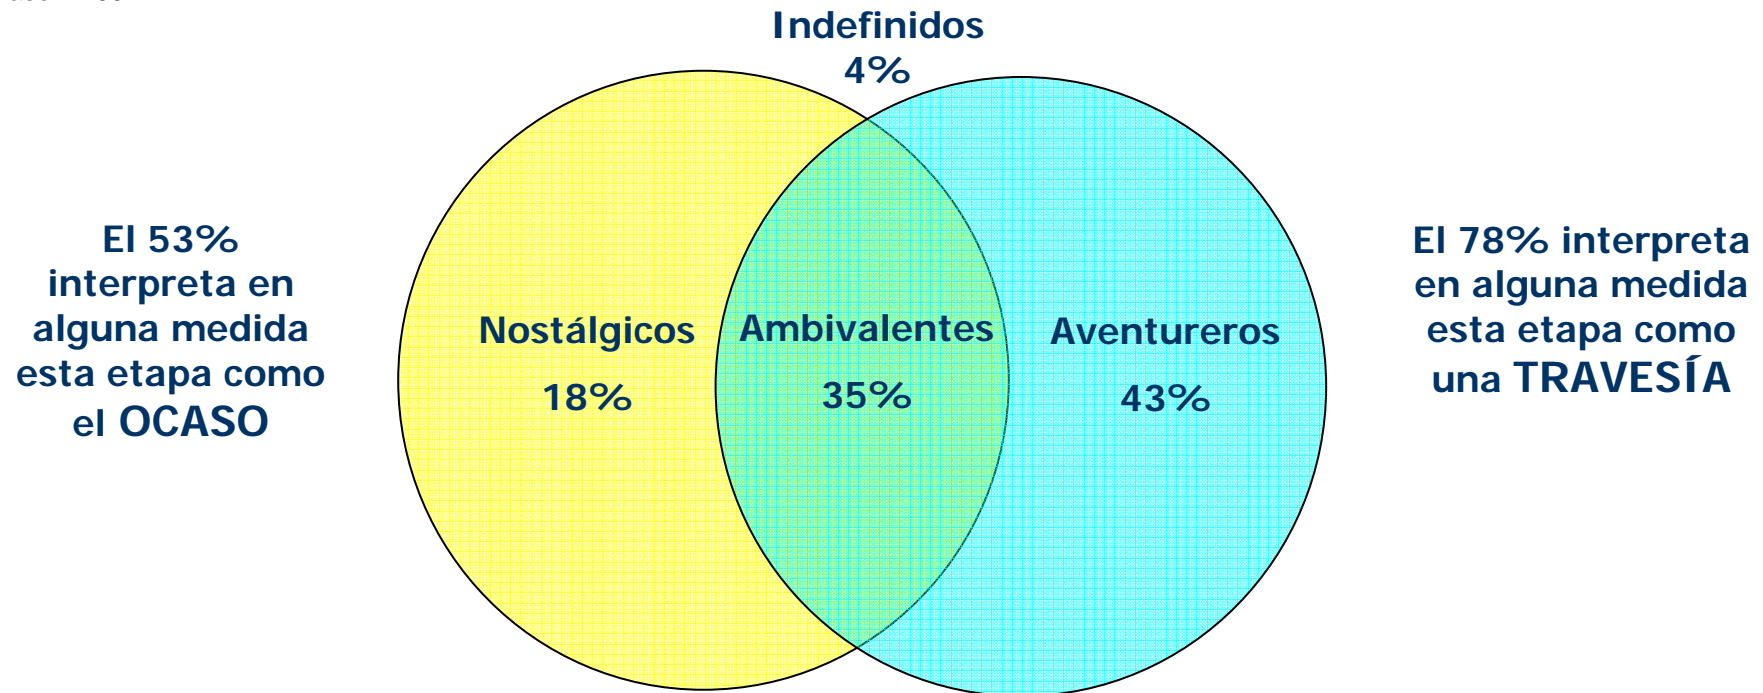 Indefinidos
4%
El 53%
interpreta en
alguna medida
esta etapa como
el OCASO
Nostálgicos
18%
Ambivalentes
35%
Aventureros
43%
El 78% interpreta
en alguna medida
esta etapa como
una TRAVESÍA